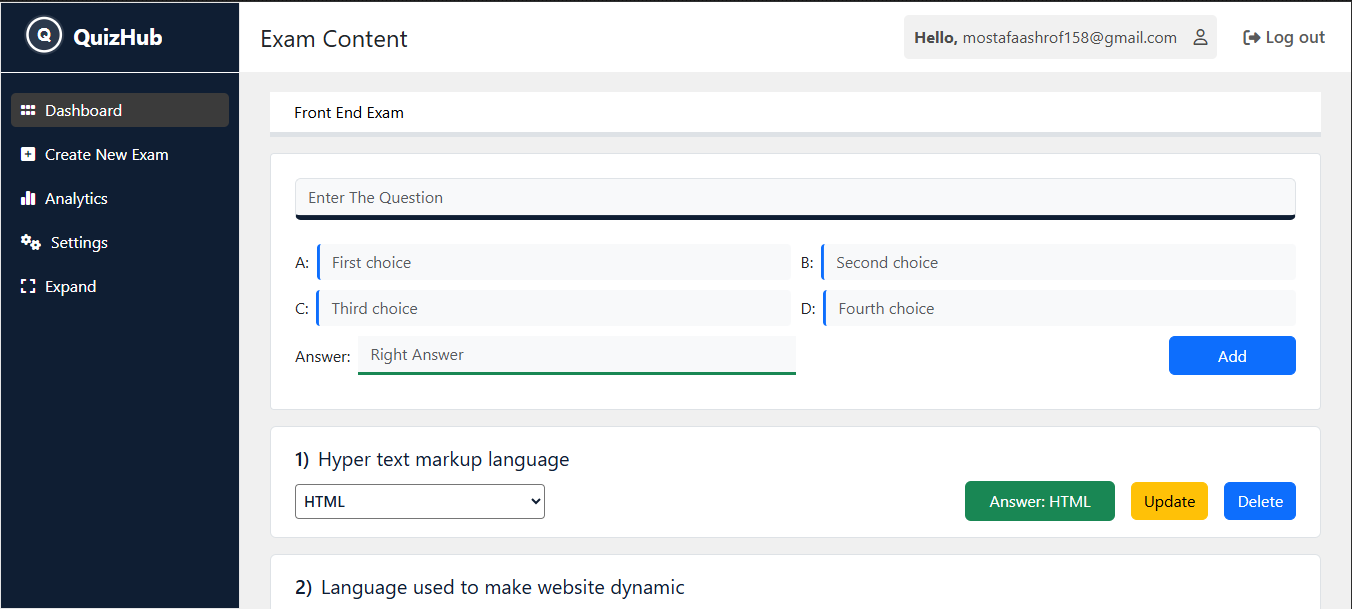 Q QuizHub
Exam Content
Hello, mostafaashrof158@gmail.com
Log out
Dashboard
Create New Exam
Analytics
Settings
Expand
Front End Exam
Enter The Question
A: First choice
B: Second choice
C: Third choice
D: Fourth choice
Answer: Right Answer
Add
1) Hyper text markup language
HTML
Answer: HTML
Update
Delete
2) Language used to make website dynamic